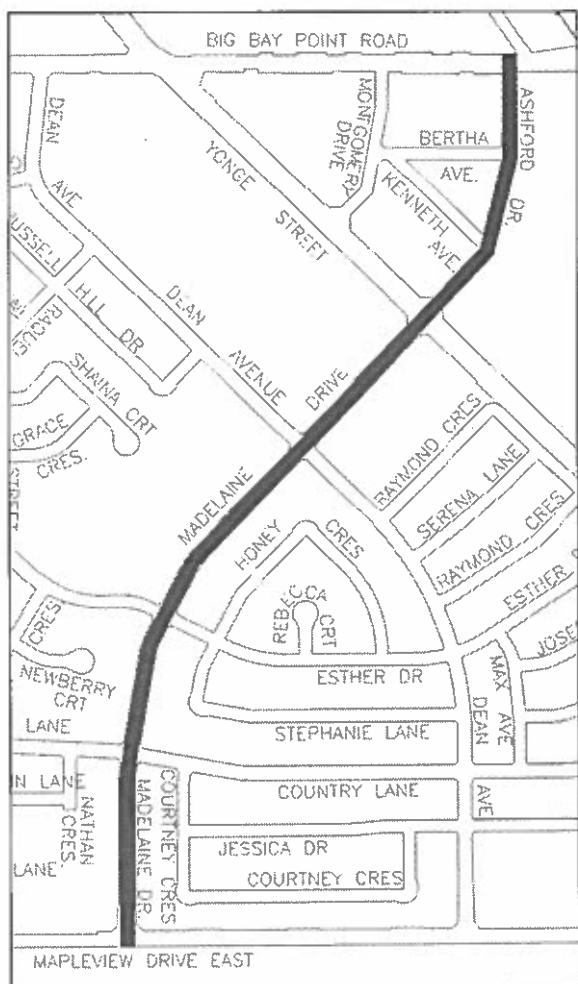 BIG BAY POINT ROAD
ASHFORD DR.
DEAN AVE
MONTGOMERY DRIVE
BERTHA AVE.
YONGE STREET
KENNETH AVE.
RUSSELL HILL DR
DEAN AVENUE
DRIVE
SHAINA CRT
GRACE CRES.
STREET
RAYMOND CRES
SERENA LANE
MADELAINE
HONEY CRES
RAYMOND CRES
REBECCA CRT
ESTHER
CRES
NEWBERRY CRT
ESTHER DR
MAX AVE
DEAN
LANE
STEPHANIE LANE
IN LANE
COUNTRY LANE
AVE
NATHAN CRES.
MADELAINE DR.
COURTNEY CRES
JESSICA DR
LANE.
COURTNEY CRES
MAPLEVIEW DRIVE EAST